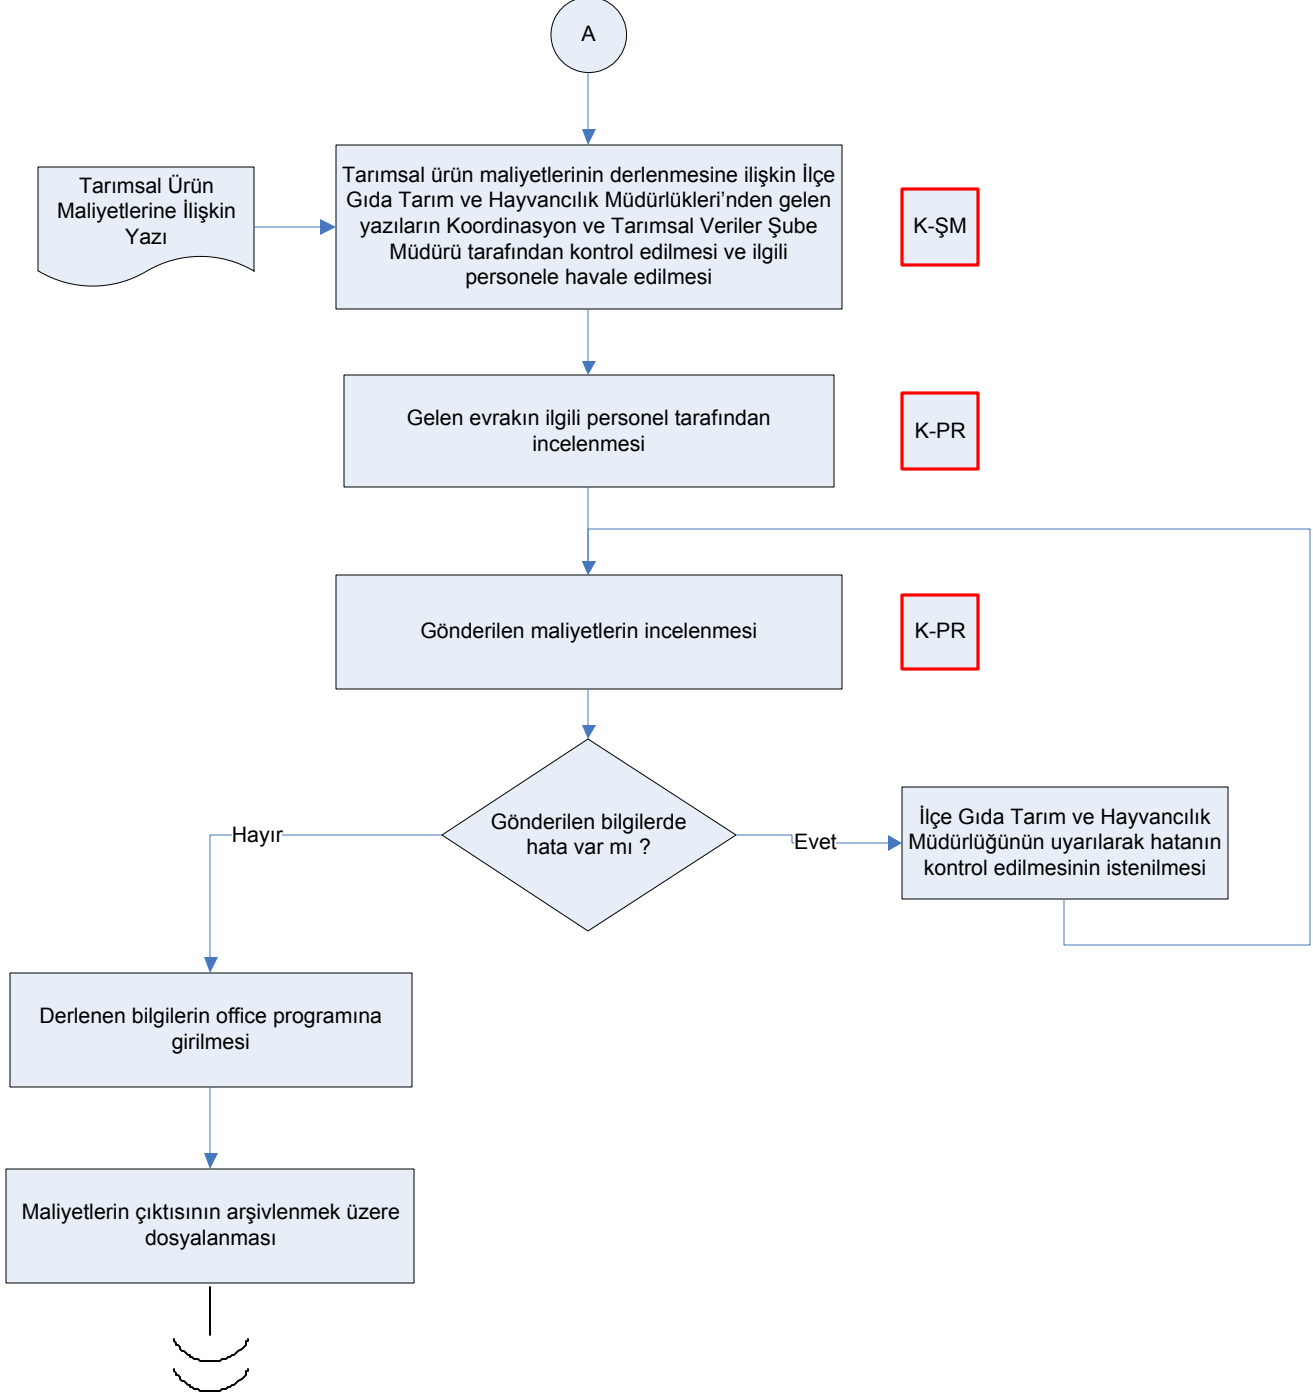 A
Tarımsal Ürün
Maliyetlerine İlişkin
Yazı
Tarımsal ürün maliyetlerinin derlenmesine ilişkin İlçe
Gıda Tarım ve Hayvancılık Müdürlükleri’nden gelen
yazıların Koordinasyon ve Tarımsal Veriler Şube
Müdürü tarafından kontrol edilmesi ve ilgili
personele havale edilmesi
K-ŞM
Gelen evrakın ilgili personel tarafından
incelenmesi
K-PR
Gönderilen maliyetlerin incelenmesi
K-PR
Gönderilen bilgilerde
hata var mı ?
Hayır
Evet
İlçe Gıda Tarım ve Hayvancılık
Müdürlüğünün uyarılarak hatanın
kontrol edilmesinin istenilmesi
Derlenen bilgilerin office programına
girilmesi
Maliyetlerin çıktısının arşivlenmek üzere
dosyalanması